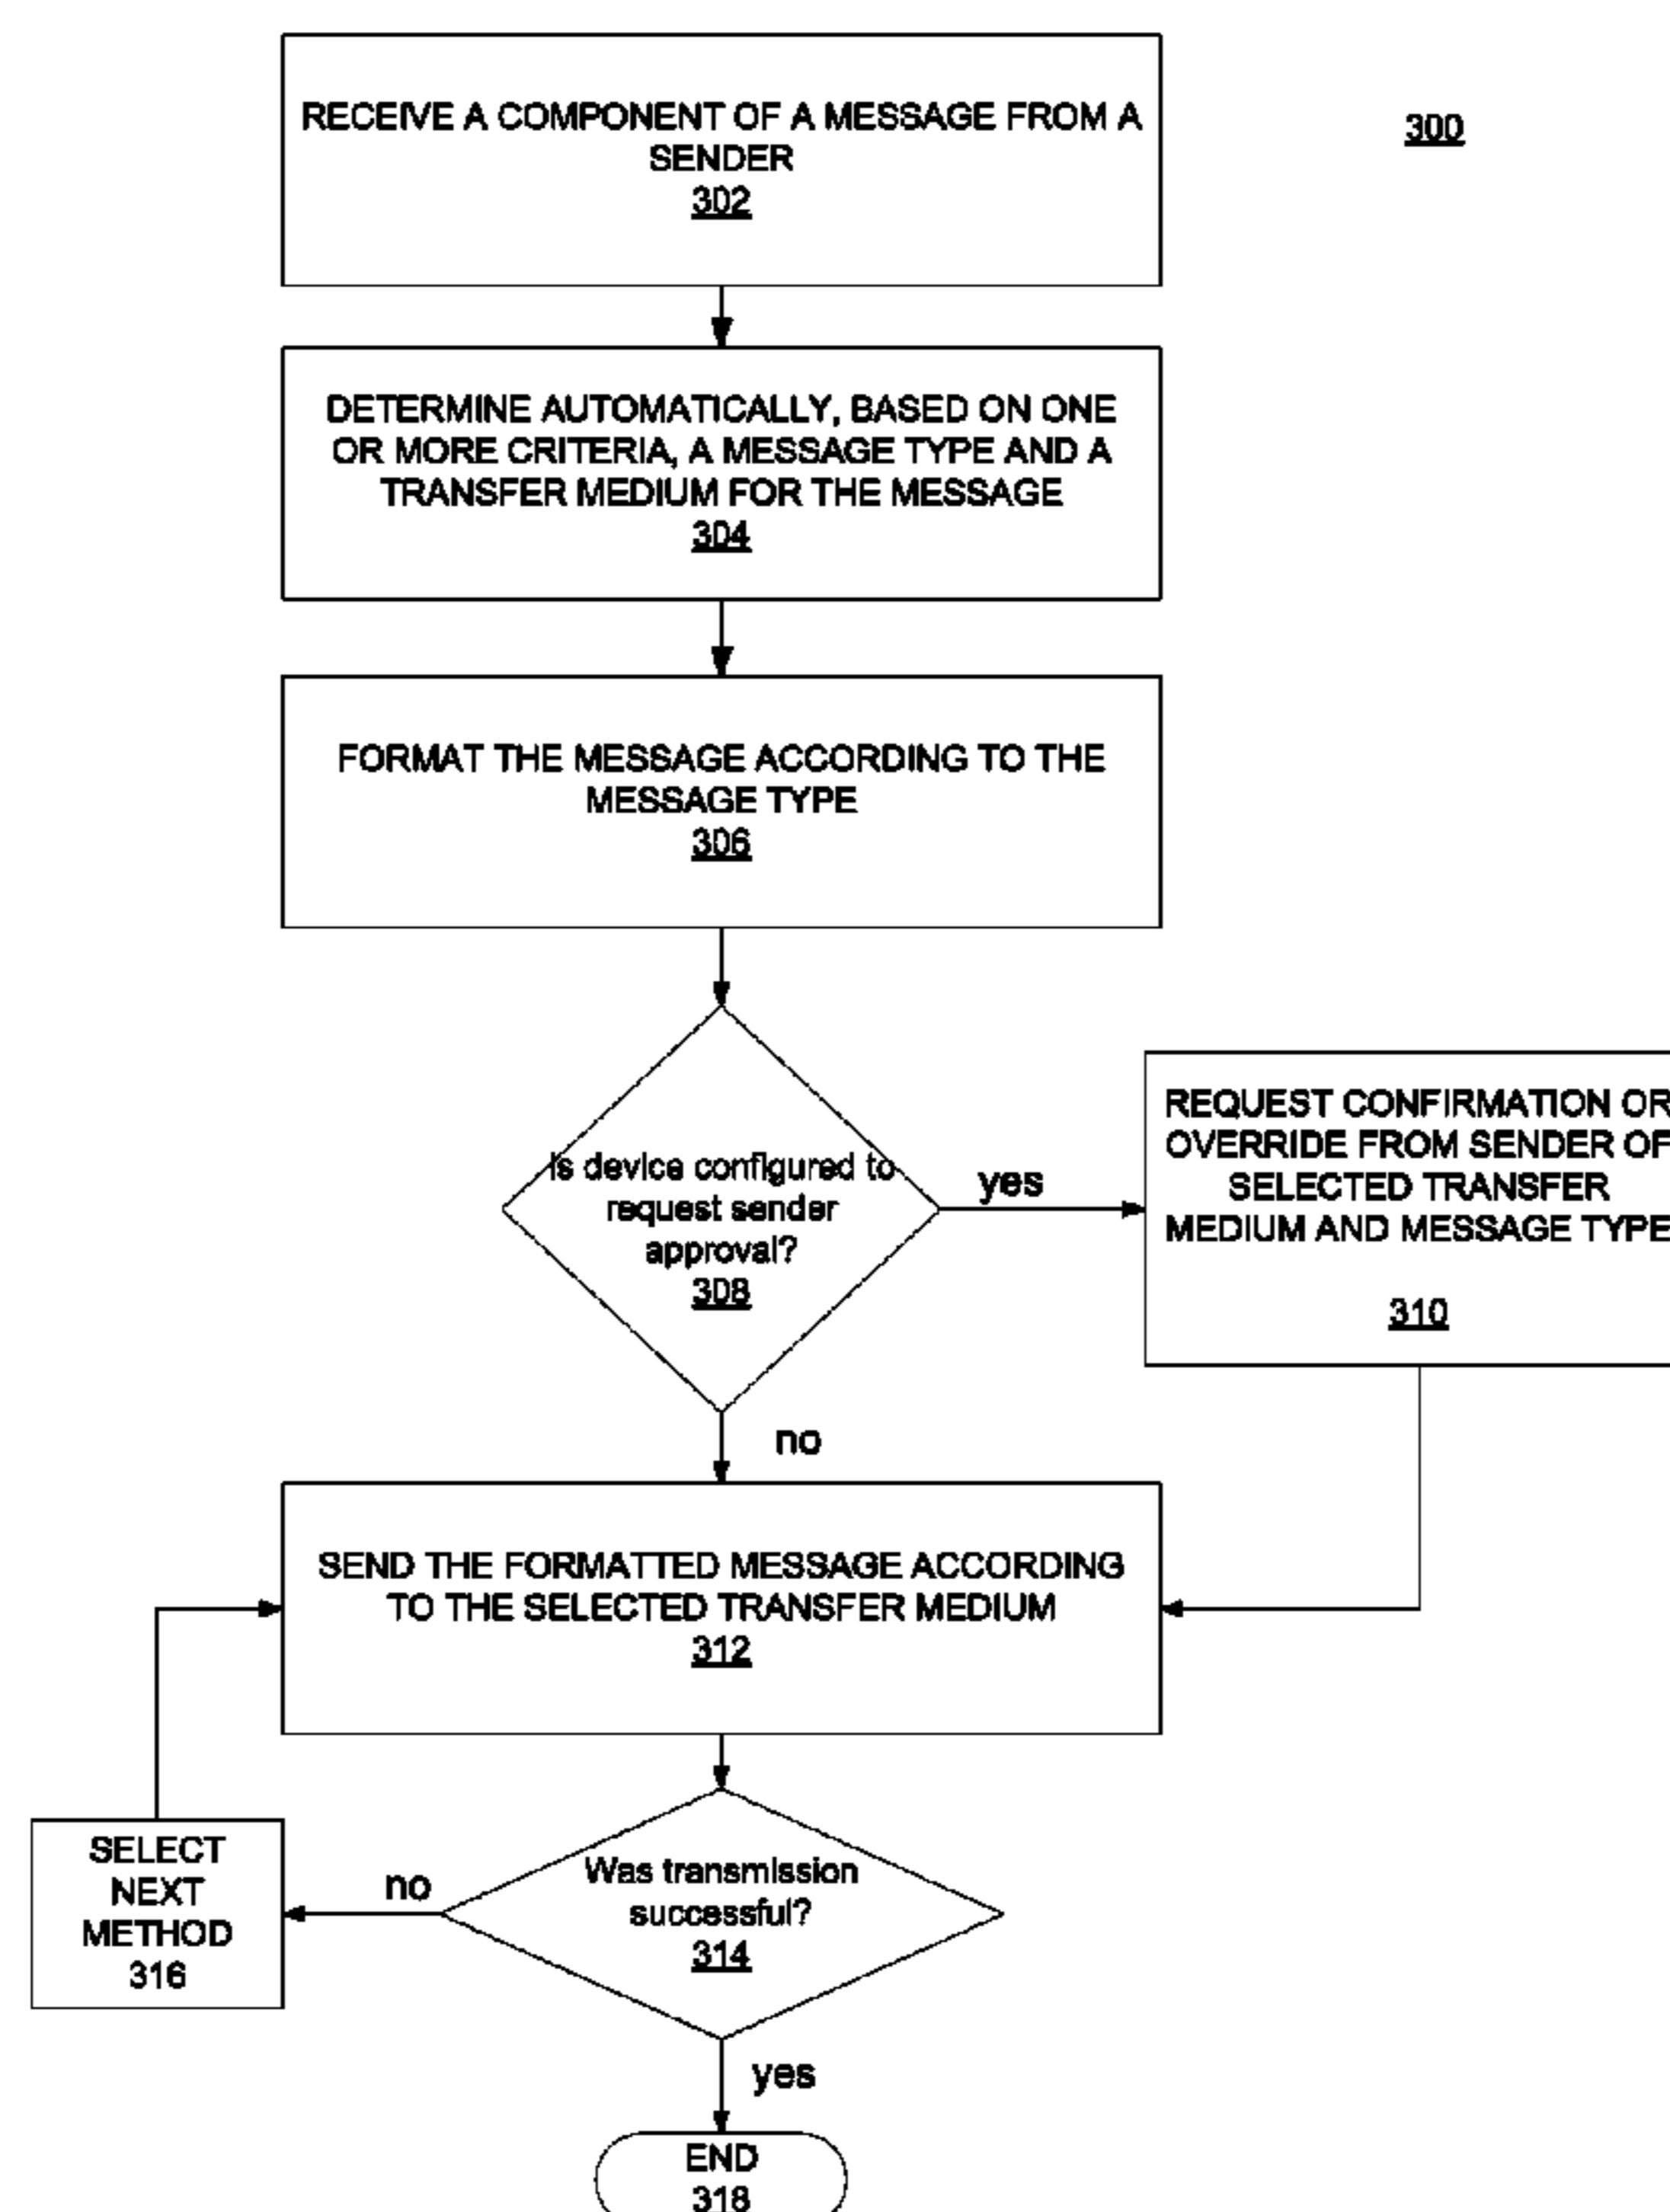 RECEIVE A COMPONENT OF A MESSAGE FROM A
SENDER
302
300
DETERMINE AUTOMATICALLY, BASED ON ONE
OR MORE CRITERIA, A MESSAGE TYPE AND A
TRANSFER MEDIUM FOR THE MESSAGE
304
FORMAT THE MESSAGE ACCORDING TO THE
MESSAGE TYPE
306
Is device configured to
request sender
approval?
308
yes
REQUEST CONFIRMATION OR
OVERRIDE FROM SENDER OF
SELECTED TRANSFER
MEDIUM AND MESSAGE TYPE
310
no
SEND THE FORMATTED MESSAGE ACCORDING
TO THE SELECTED TRANSFER MEDIUM
312
SELECT
NEXT
METHOD
316
no
Was transmission
successful?
314
yes
END
318